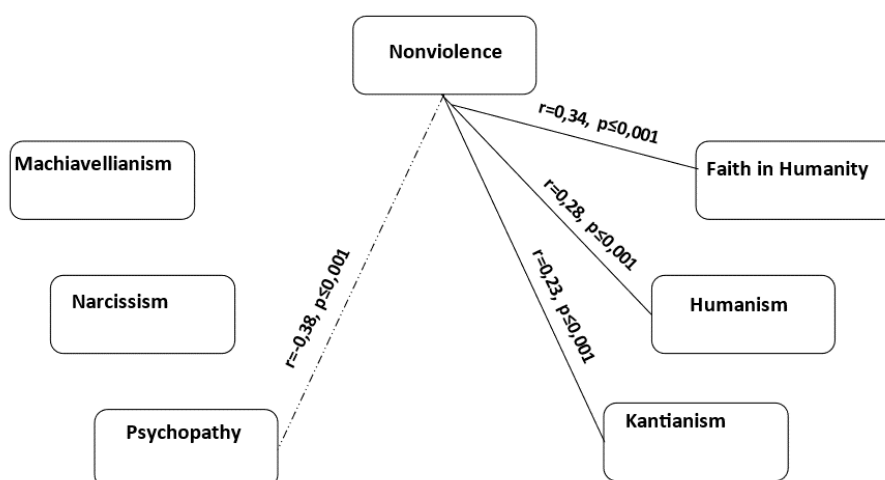 Nonviolence
r=0,34, p≤0,001
Machiavellianism
Faith in Humanity
r=0,28, p≤0,001
r=0,23, p≤0,001
r=-0,38, p≤0,001
Narcissism
Humanism
Psychopathy
Kantianism